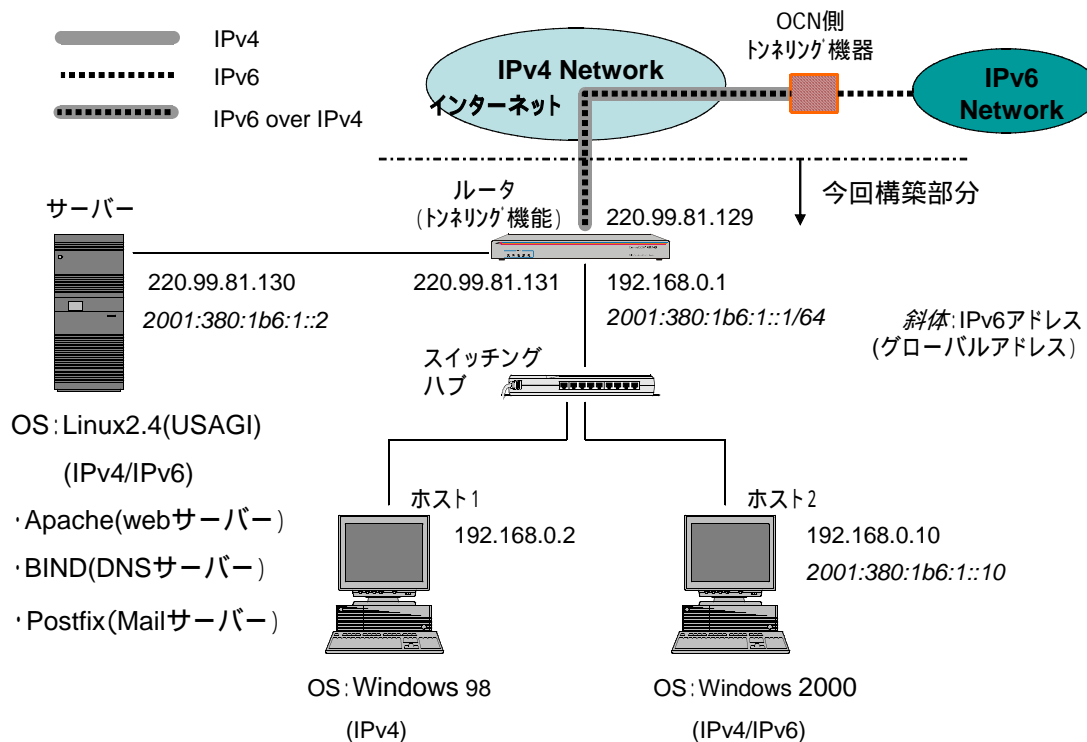 IPv4
IPv6
IPv6 over IPv4
IPv4 Network
インターネット
OCN側
トンネリング機器
IPv6
Network
今回構築部分
ルータ
(トンネリング機能)
220.99.81.129
サーバー
220.99.81.130
2001:380:1b6:1::2
220.99.81.131
192.168.0.1
2001:380:1b6:1::1/64
斜体:IPv6アドレス
(グローバルアドレス)
スイッチング
ハブ
OS:Linux2.4(USAGI)
(IPv4/IPv6)
・Apache(webサーバー)
・BIND(DNSサーバー)
・Postfix(Mailサーバー)
ホスト1
192.168.0.2
ホスト2
192.168.0.10
2001:380:1b6:1::10
OS:Windows 98
(IPv4)
OS:Windows 2000
(IPv4/IPv6)